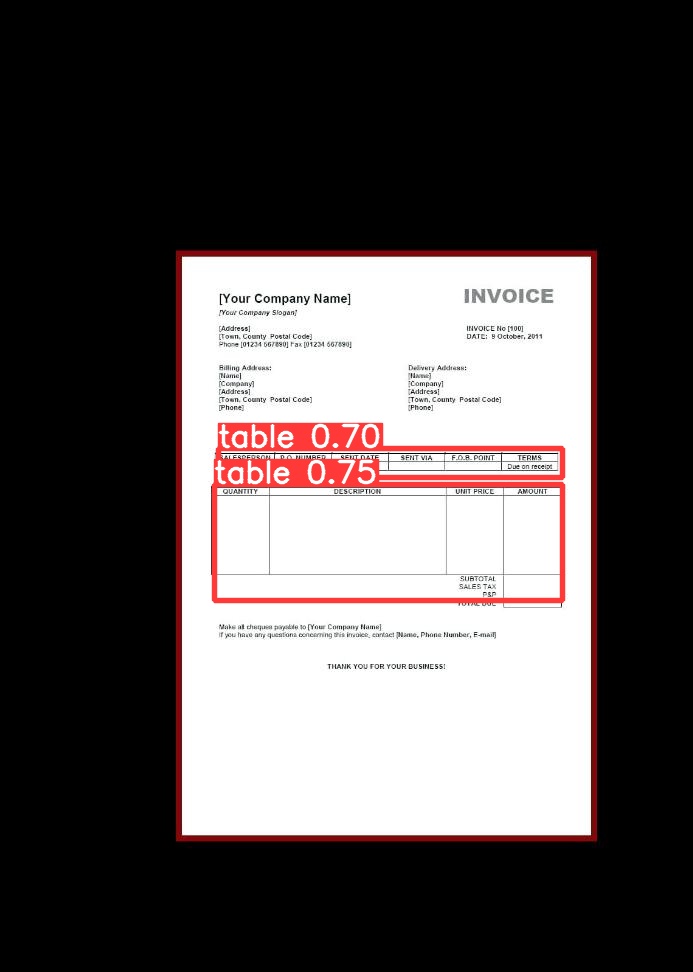 [Your Company Name]
INVOICE
[Your Company Slogan]
[Address]
[Town, County  Postal Code]
Phone [01234 567890] Fax [01234 567890]
INVOICE No [100]
DATE:  9 October, 2011
Billing Address:
[Name]
[Company]
[Address]
[Town, County  Postal Code]
[Phone]
Delivery Address:
[Name]
[Company]
[Address]
[Town, County  Postal Code]
[Phone]
table 0.70
SALESPERSON P.O. NUMBER SENT DATE SENT VIA F.O.B. POINT TERMS
Due on receipt
table 0.75
QUANTITY DESCRIPTION UNIT PRICE AMOUNT
SUBTOTAL
SALES TAX
P&P
TOTAL DUE
Make all cheques payable to [Your Company Name]
If you have any questions concerning this invoice, contact [Name, Phone Number, E-mail]
THANK YOU FOR YOUR BUSINESS!